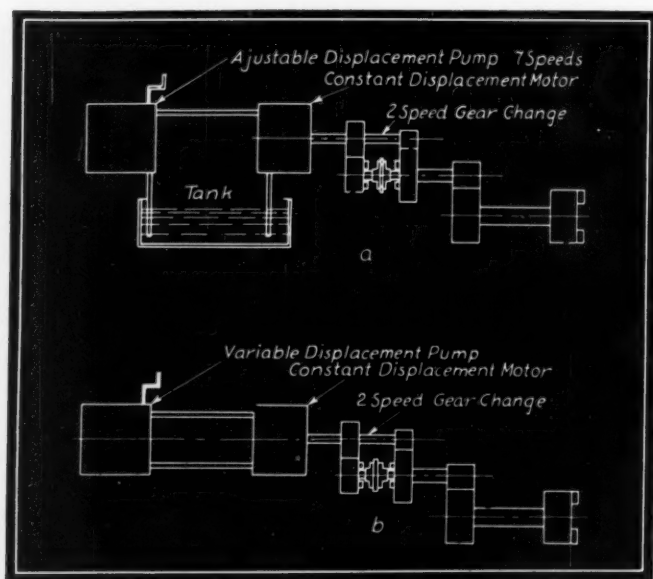 Ajustable Displacement Pump 7 Speeds
Constant Displacement Motor
2 Speed Gear Change
Tank
a
Variable Displacement Pump
Constant Displacement Motor
2 Speed Gear Change
b